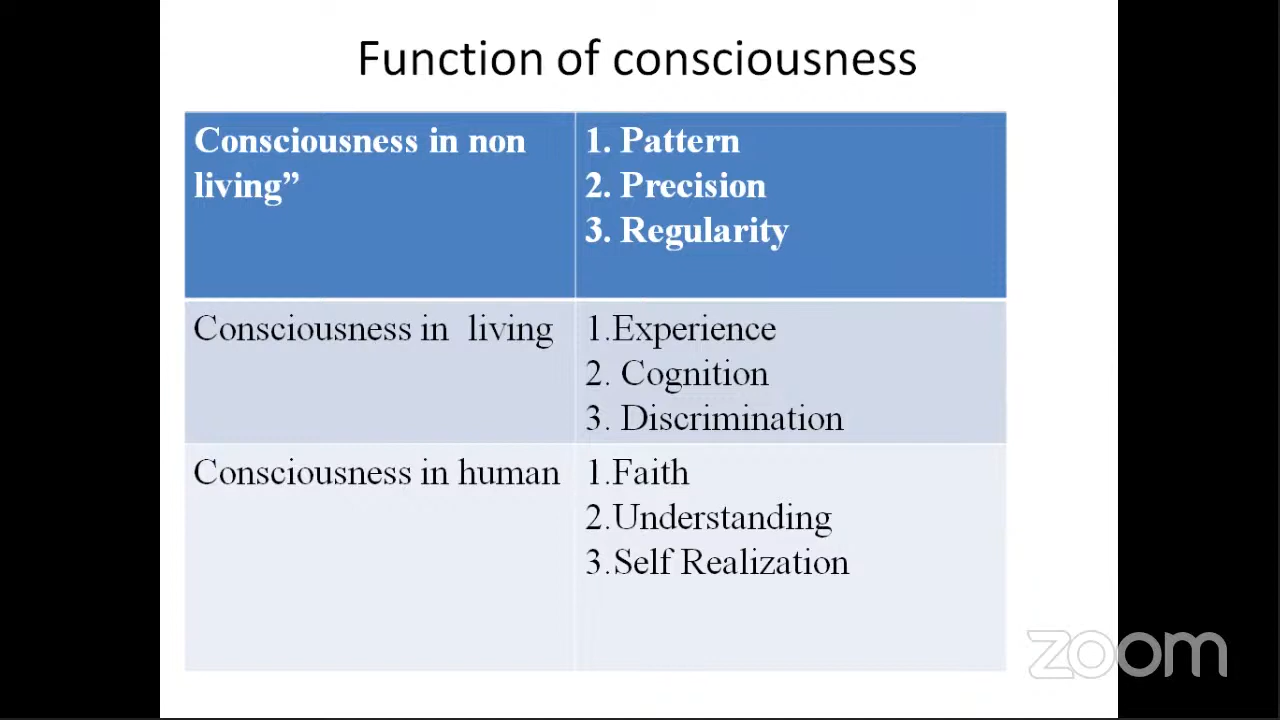 Function of consciousness
Consciousness in non
living”
1. Pattern
2. Precision
3. Regularity
Consciousness in  living
1.Experience
2. Cognition
3. Discrimination
Consciousness in human
1.Faith
2.Understanding
3.Self Realization
zoom